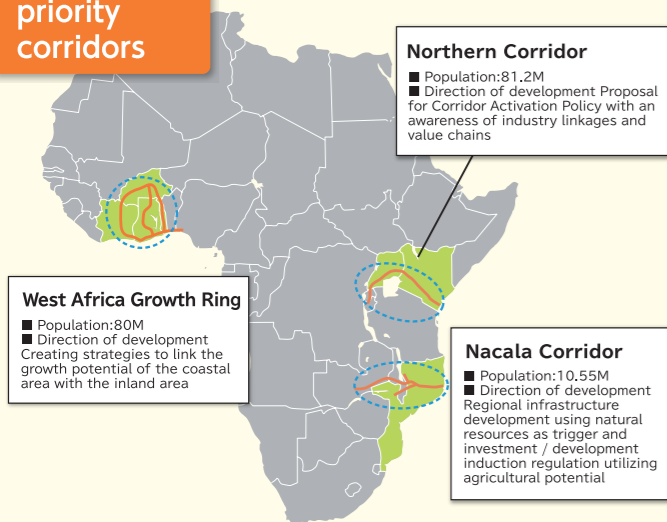 priority
corridors
Northern Corridor
■ Population:81.2M
■ Direction of development Proposal
for Corridor Activation Policy with an
awareness of industry linkages and
value chains
West Africa Growth Ring
■ Population:80M
■ Direction of development
Creating strategies to link the
growth potential of the coastal
area with the inland area
Nacala Corridor
■ Population:10.55M
■ Direction of development
Regional infrastructure
development using natural
resources as trigger and
investment / development
induction regulation utilizing
agricultural potential